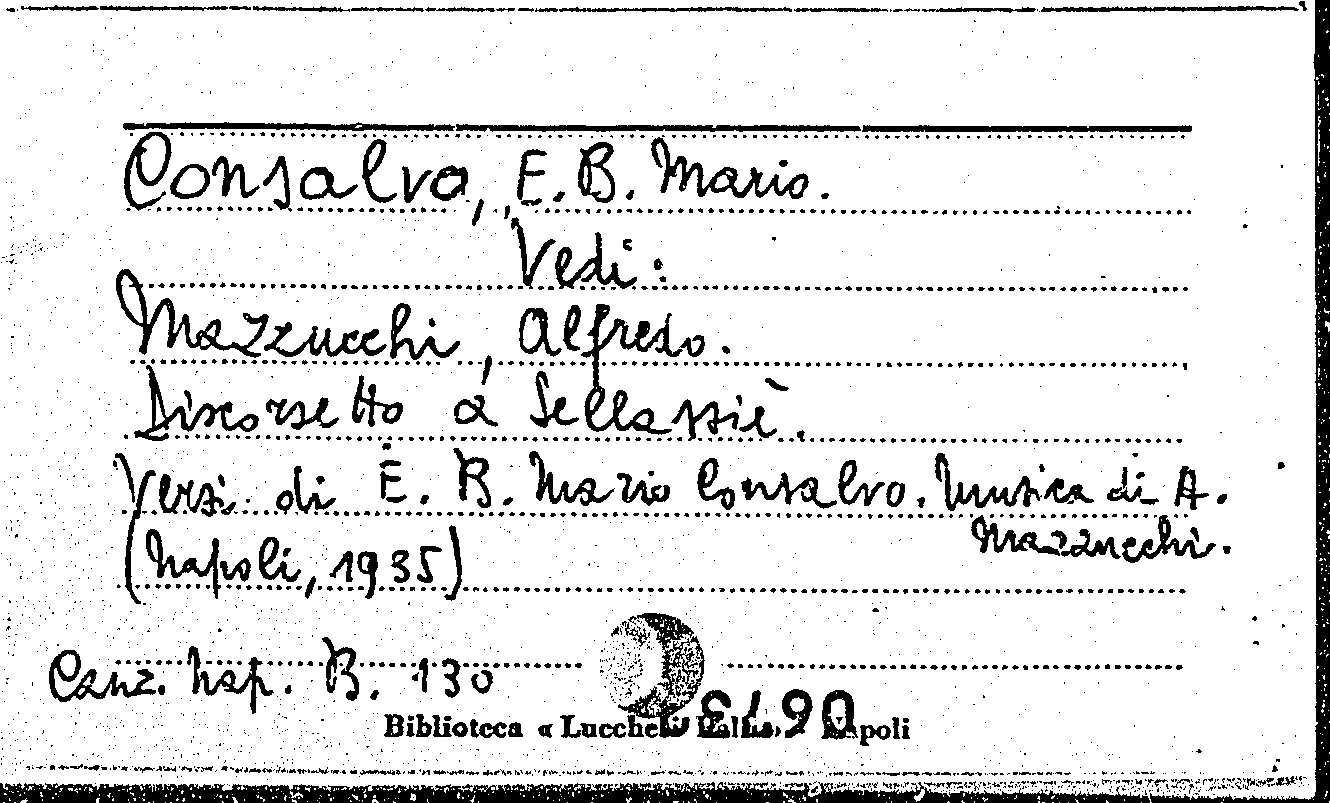 Consalvo, E. B. Mario.
Vedi:
Mazzucchi, Alfredo.
Discorsetto a Sellassiè.
Versi di E. B. Mario Consalvo. Musica di A.
Mazzucchi.
(Napoli, 1935)
Canz. Nap. B. 130
Biblioteca « Lucchesi Palli» Napoli